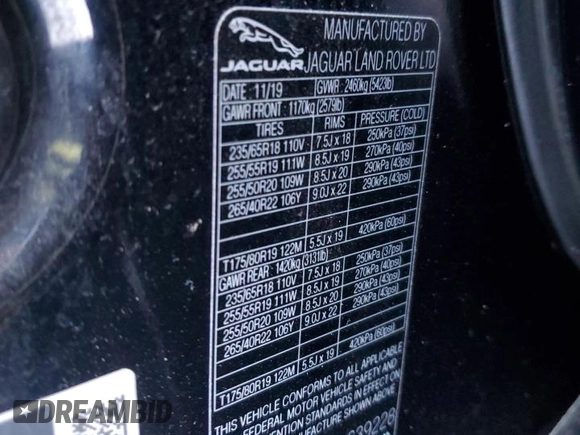 JAGUAR
MANUFACTURED BY
JAGUAR LAND ROVER LTD
DATE 11/19 GVWR 2460kg (5423lb)
GAWR FRONT 1170kg (2579lb)
TIRES RIMS PRESSURE (COLD)
235/65R18 110V 7.5J x 18 250kPa (37psi)
255/55R19 111W 8.5J x 19 270kPa (40psi)
255/50R20 109W 8.5J x 20 290kPa (43psi)
265/40R22 106Y 9.0J x 22 290kPa (43psi)
T175/80R19 122M 5.5J x 19 420kPa (60psi)
GAWR REAR 1420kg (3131lb)
235/65R18 110V 7.5J x 18 250kPa (37psi)
255/55R19 111W 8.5J x 19 270kPa (40psi)
255/50R20 109W 8.5J x 20 290kPa (43psi)
265/40R22 106Y 9.0J x 22 290kPa (43psi)
T175/80R19 122M 5.5J x 19 420kPa (60psi)
THIS VEHICLE CONFORMS TO ALL APPLICABLE
FEDERAL MOTOR VEHICLE SAFETY AND
PREVENTION STANDARDS IN EFFECT ON
DREAMBID